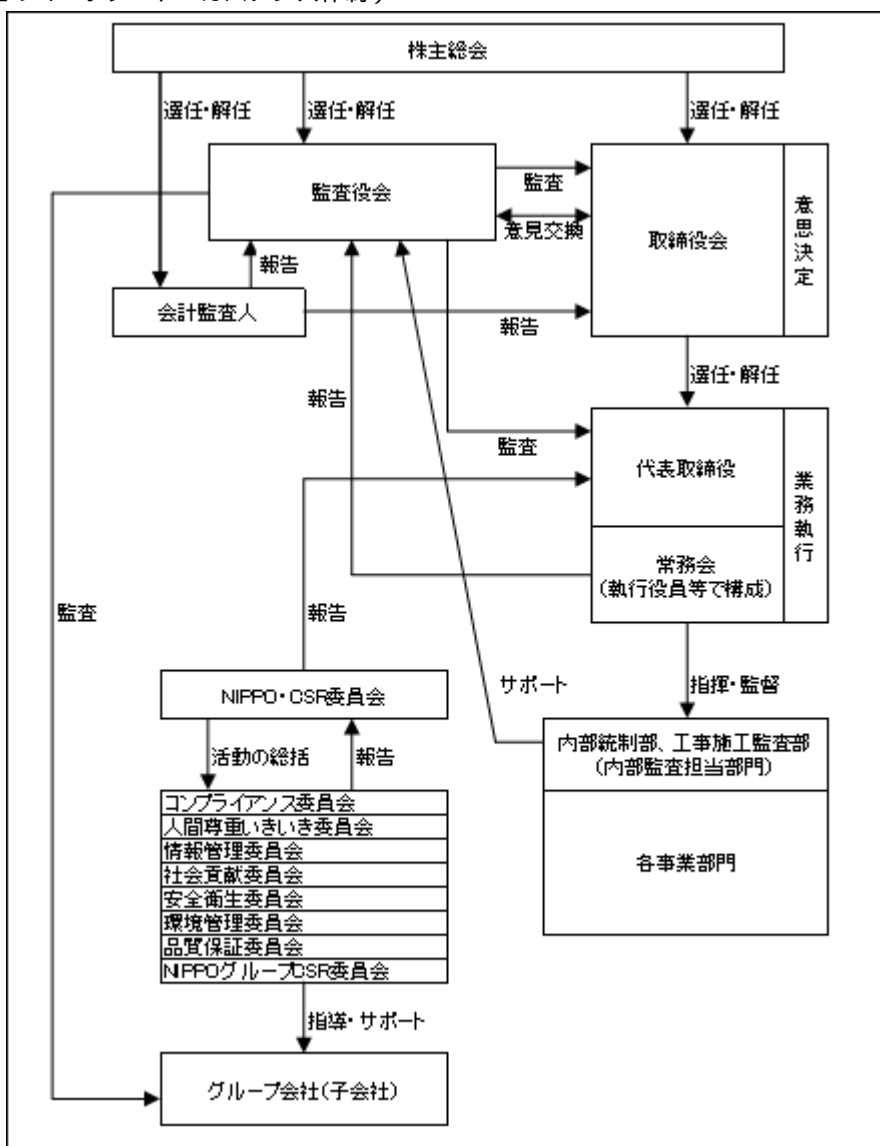 株主総会
選任・解任
選任・解任
選任・解任
監査役会
監査
意見交換
取締役会
意思決定
報告
会計監査人
報告
選任・解任
報告
監査
代表取締役
業務執行
常務会
(執行役員等で構成)
監査
報告
サポート
指揮・監督
NIPPO・CSR委員会
内部統制部、工事施工監査部
(内部監査担当部門)
活動の総括
報告
コンプライアンス委員会
人間尊重いきいき委員会
情報管理委員会
社会貢献委員会
安全衛生委員会
環境管理委員会
品質保証委員会
NIPPOグループCSR委員会
各事業部門
指導・サポート
グループ会社(子会社)